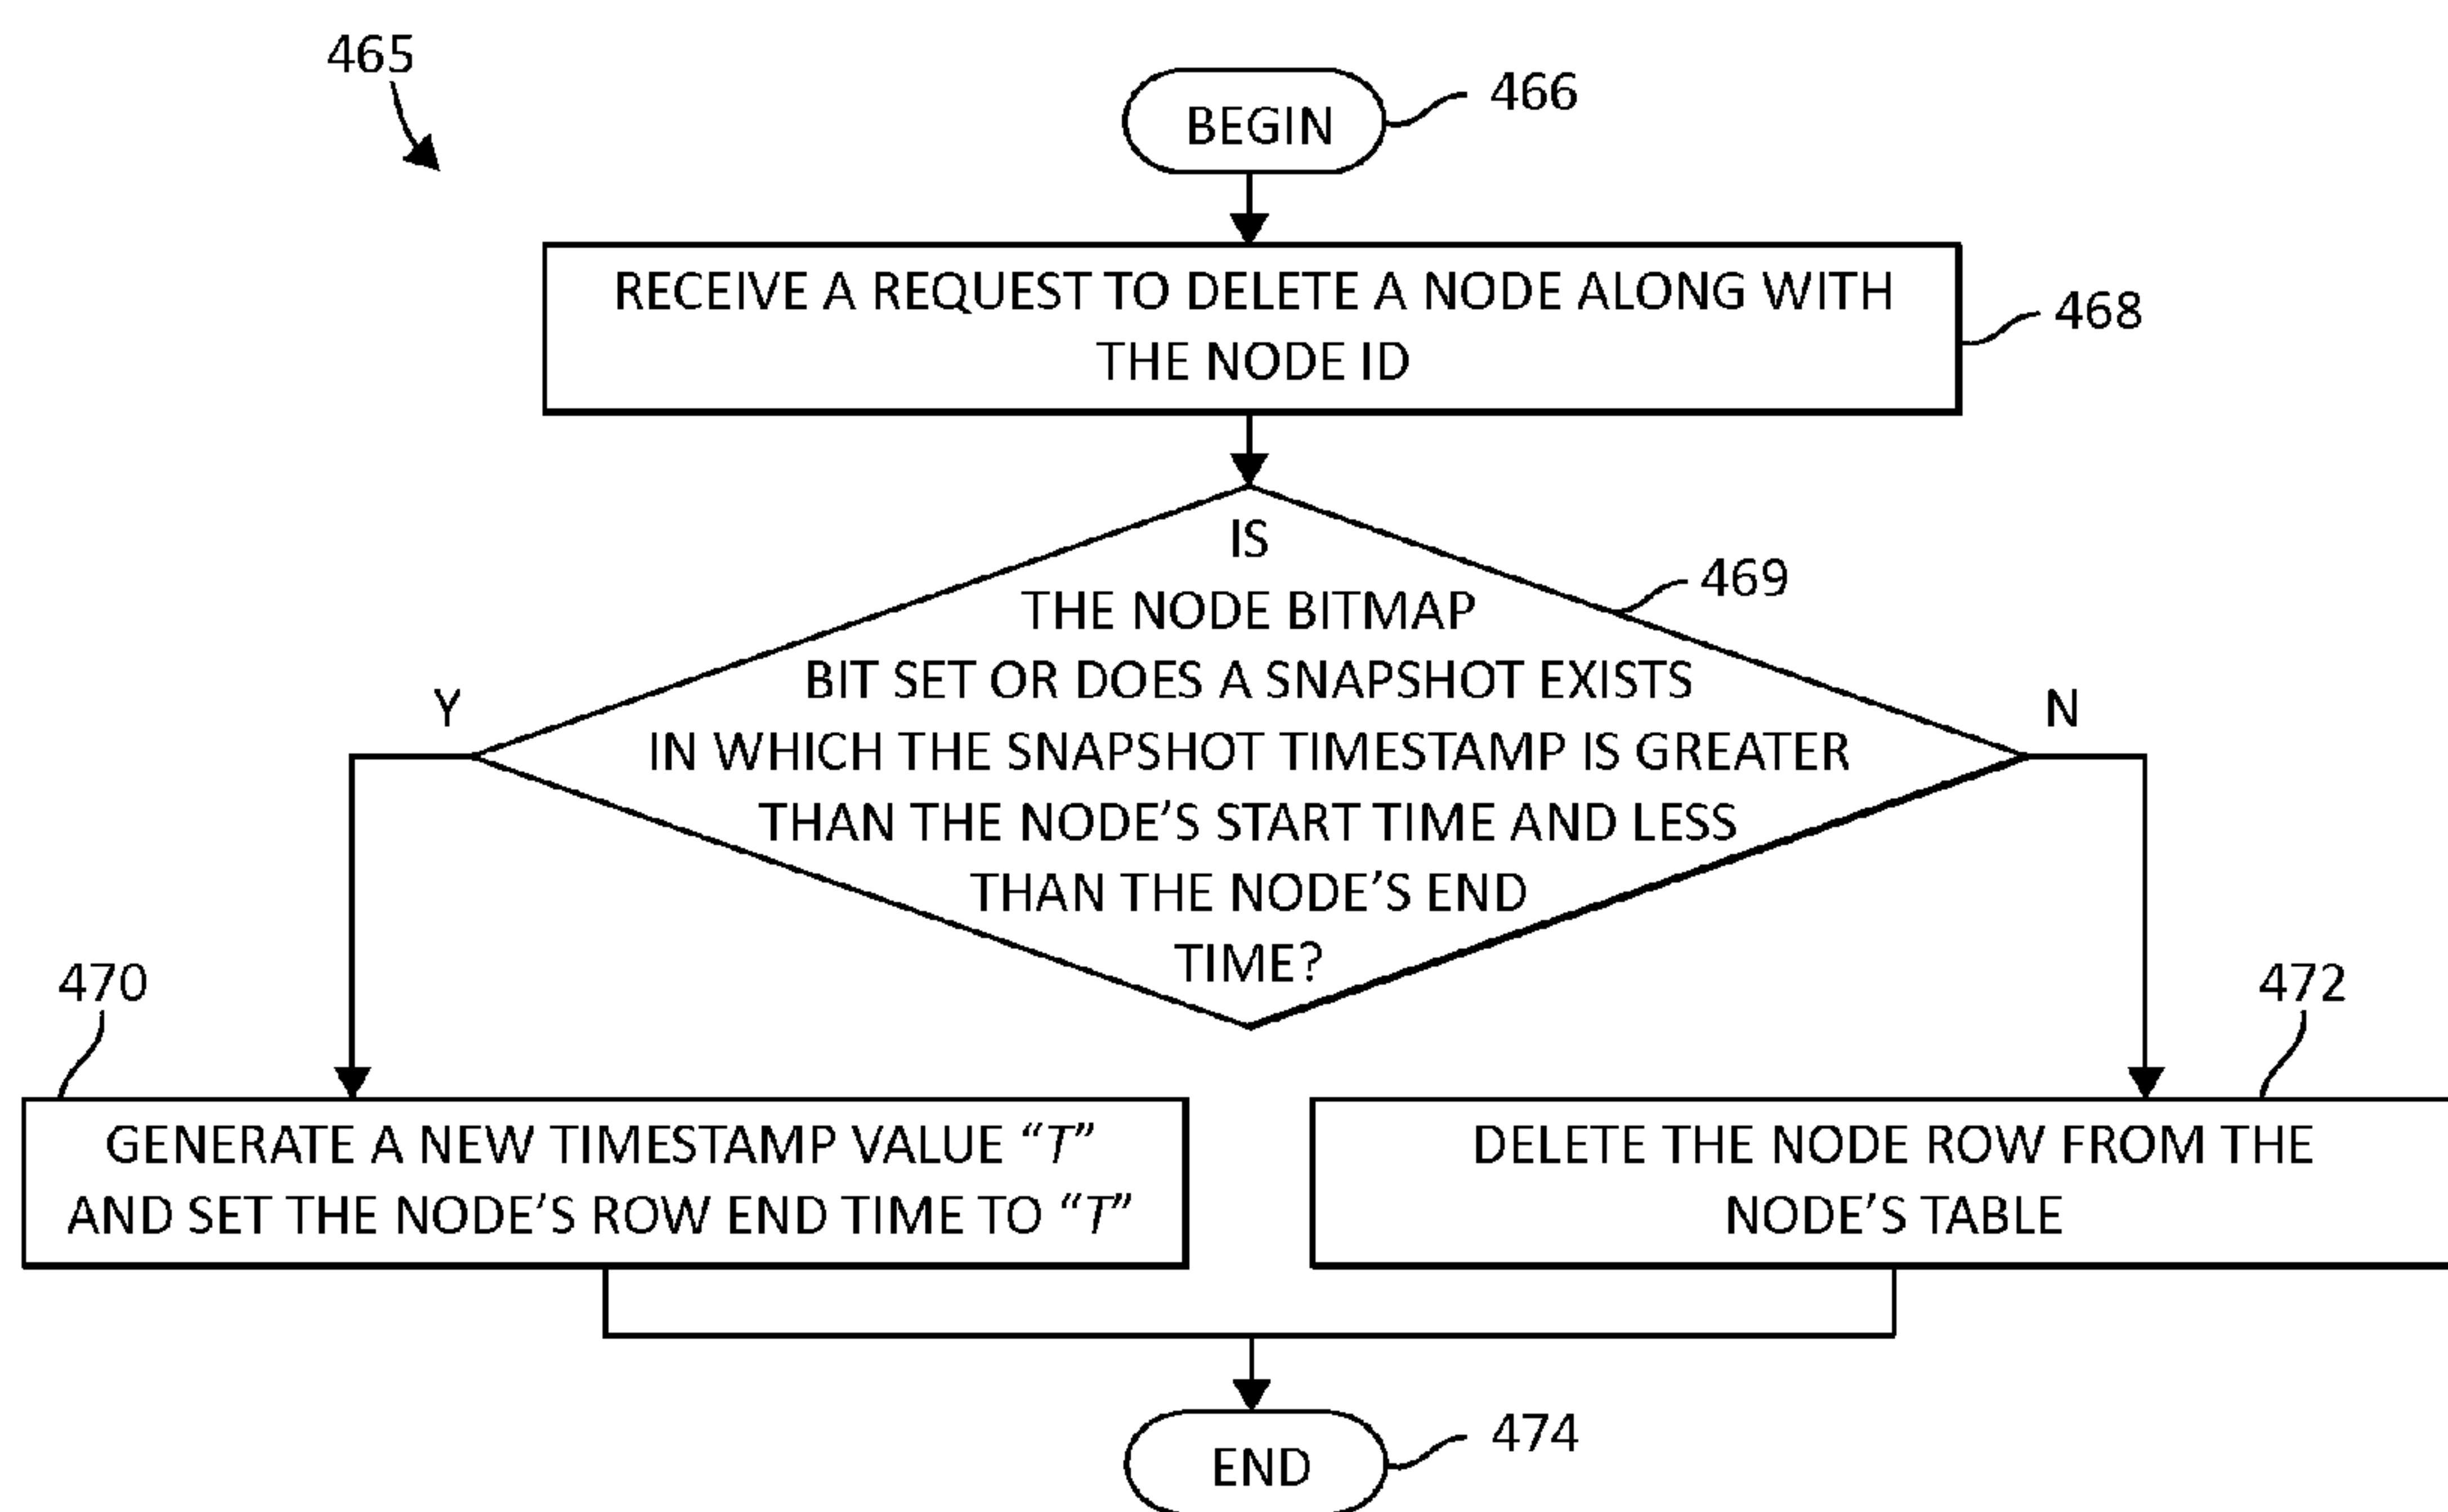 465
BEGIN
466
RECEIVE A REQUEST TO DELETE A NODE ALONG WITH
THE NODE ID
468
IS
THE NODE BITMAP
BIT SET OR DOES A SNAPSHOT EXISTS
IN WHICH THE SNAPSHOT TIMESTAMP IS GREATER
THAN THE NODE’S START TIME AND LESS
THAN THE NODE’S END
TIME?
469
Y
N
470
GENERATE A NEW TIMESTAMP VALUE “T”
AND SET THE NODE’S ROW END TIME TO “T”
472
DELETE THE NODE ROW FROM THE
NODE’S TABLE
END
474